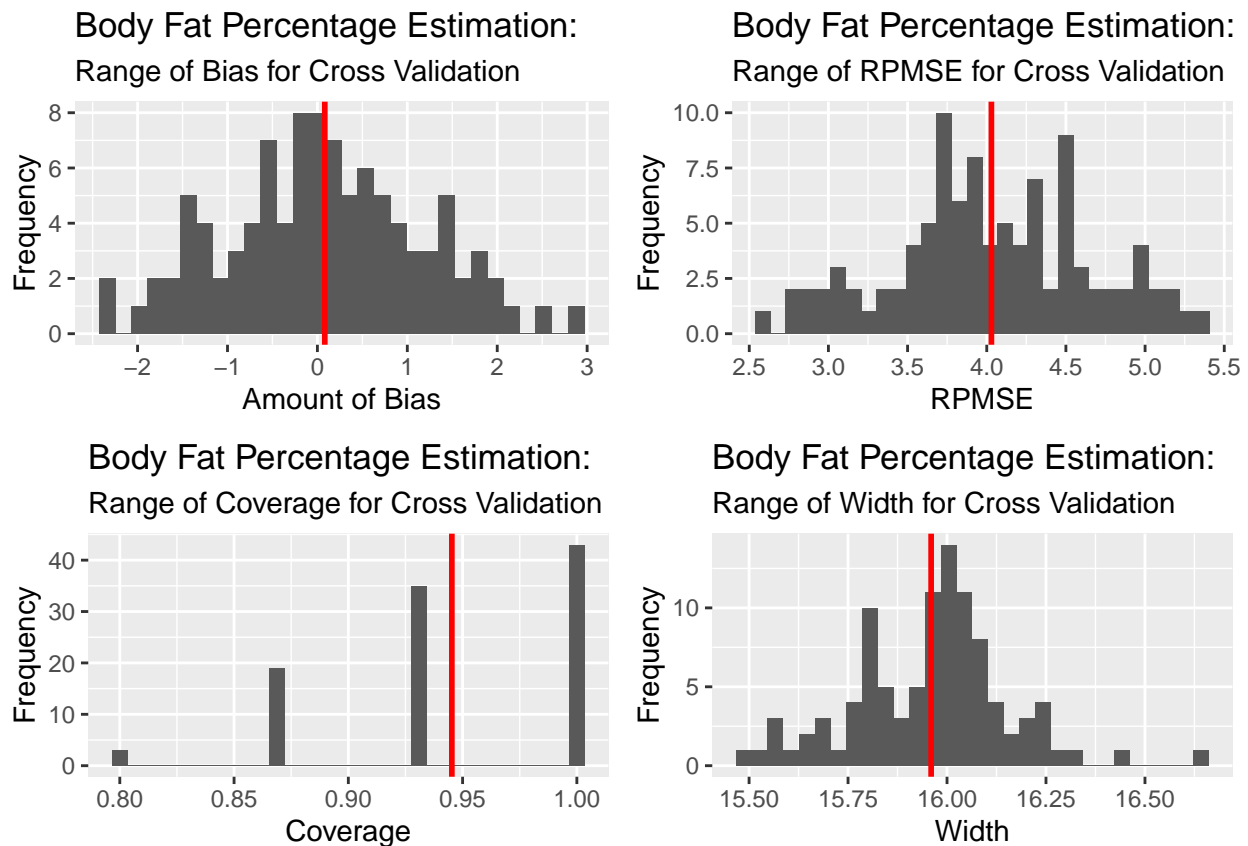 Body Fat Percentage Estimation:
Range of Bias for Cross Validation
8
6
4
2
0
Frequency
−2 −1 0 1 2 3
Amount of Bias
Body Fat Percentage Estimation:
Range of RPMSE for Cross Validation
10.0
7.5
5.0
2.5
0.0
Frequency
2.5 3.0 3.5 4.0 4.5 5.0 5.5
RPMSE
Body Fat Percentage Estimation:
Range of Coverage for Cross Validation
40
30
20
10
0
Frequency
0.80 0.85 0.90 0.95 1.00
Coverage
Body Fat Percentage Estimation:
Range of Width for Cross Validation
10
5
0
Frequency
15.50 15.75 16.00 16.25 16.50
Width